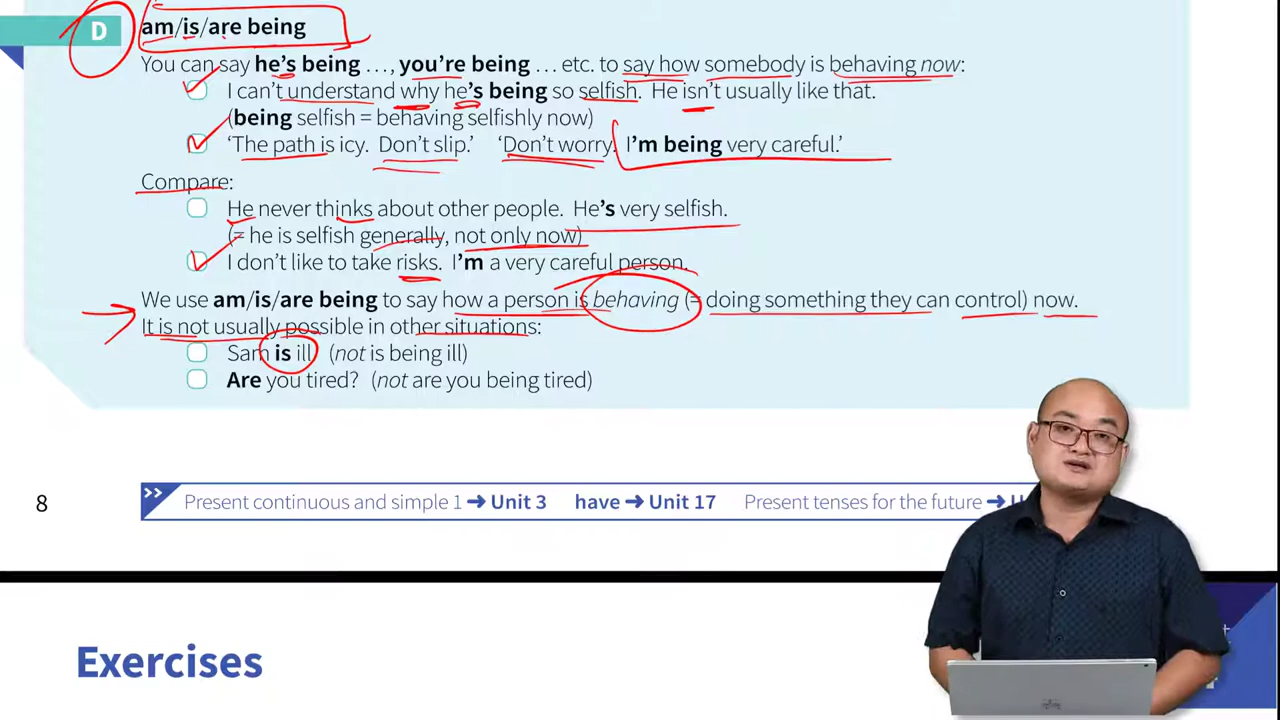 D
am/is/are being
You can say he's being …, you're being … etc. to say how somebody is behaving now:
I can't understand why he's being so selfish. He isn't usually like that.
(being selfish = behaving selfishly now)
'The path is icy. Don't slip.' 'Don't worry. I'm being very careful.'
Compare:
He never thinks about other people. He's very selfish.
(= he is selfish generally, not only now)
I don't like to take risks. I'm a very careful person.
We use am/is/are being to say how a person is behaving (= doing something they can control) now.
It is not usually possible in other situations:
Sam is ill (not is being ill)
Are you tired? (not are you being tired)
8
Present continuous and simple 1 ➜ Unit 3 have ➜ Unit 17 Present tenses for the future ➜
Exercises